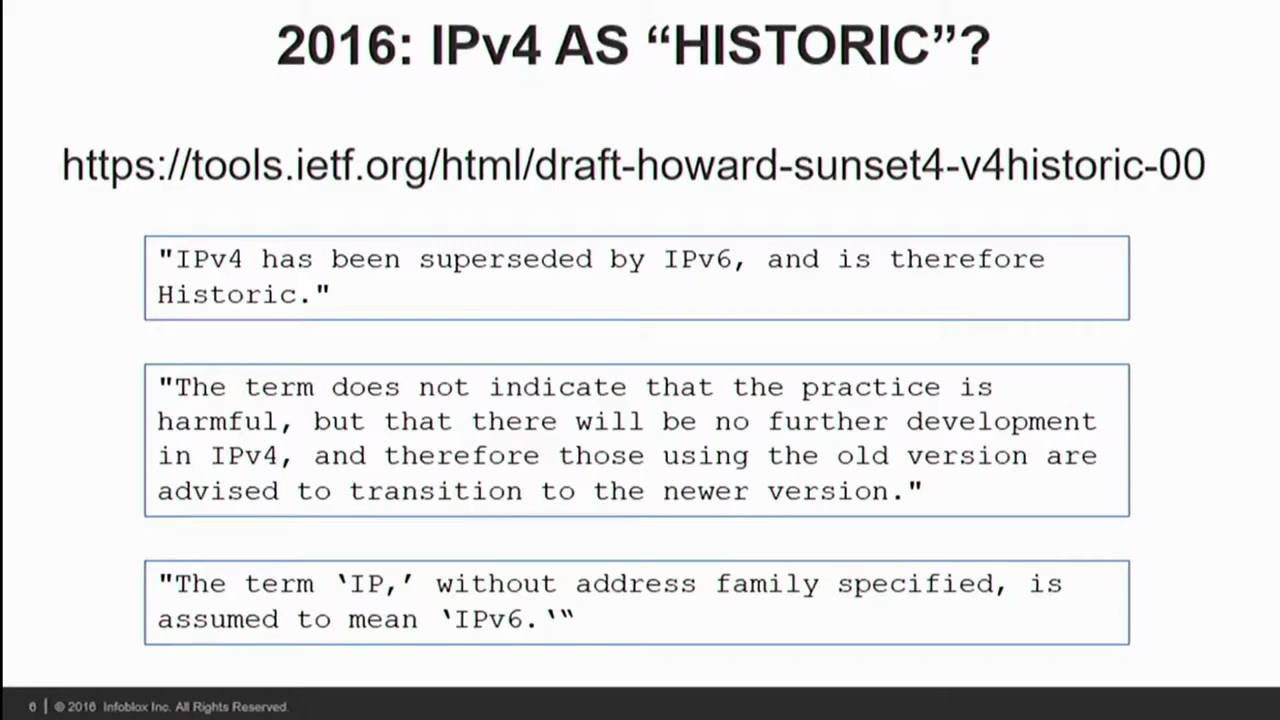 2016: IPv4 AS “HISTORIC”?
https://tools.ietf.org/html/draft-howard-sunset4-v4historic-00
"IPv4 has been superseded by IPv6, and is therefore
Historic."
"The term does not indicate that the practice is
harmful, but that there will be no further development
in IPv4, and therefore those using the old version are
advised to transition to the newer version."
"The term ‘IP,’ without address family specified, is
assumed to mean ‘IPv6.‘“
6 | © 2016 Infoblox Inc. All Rights Reserved.